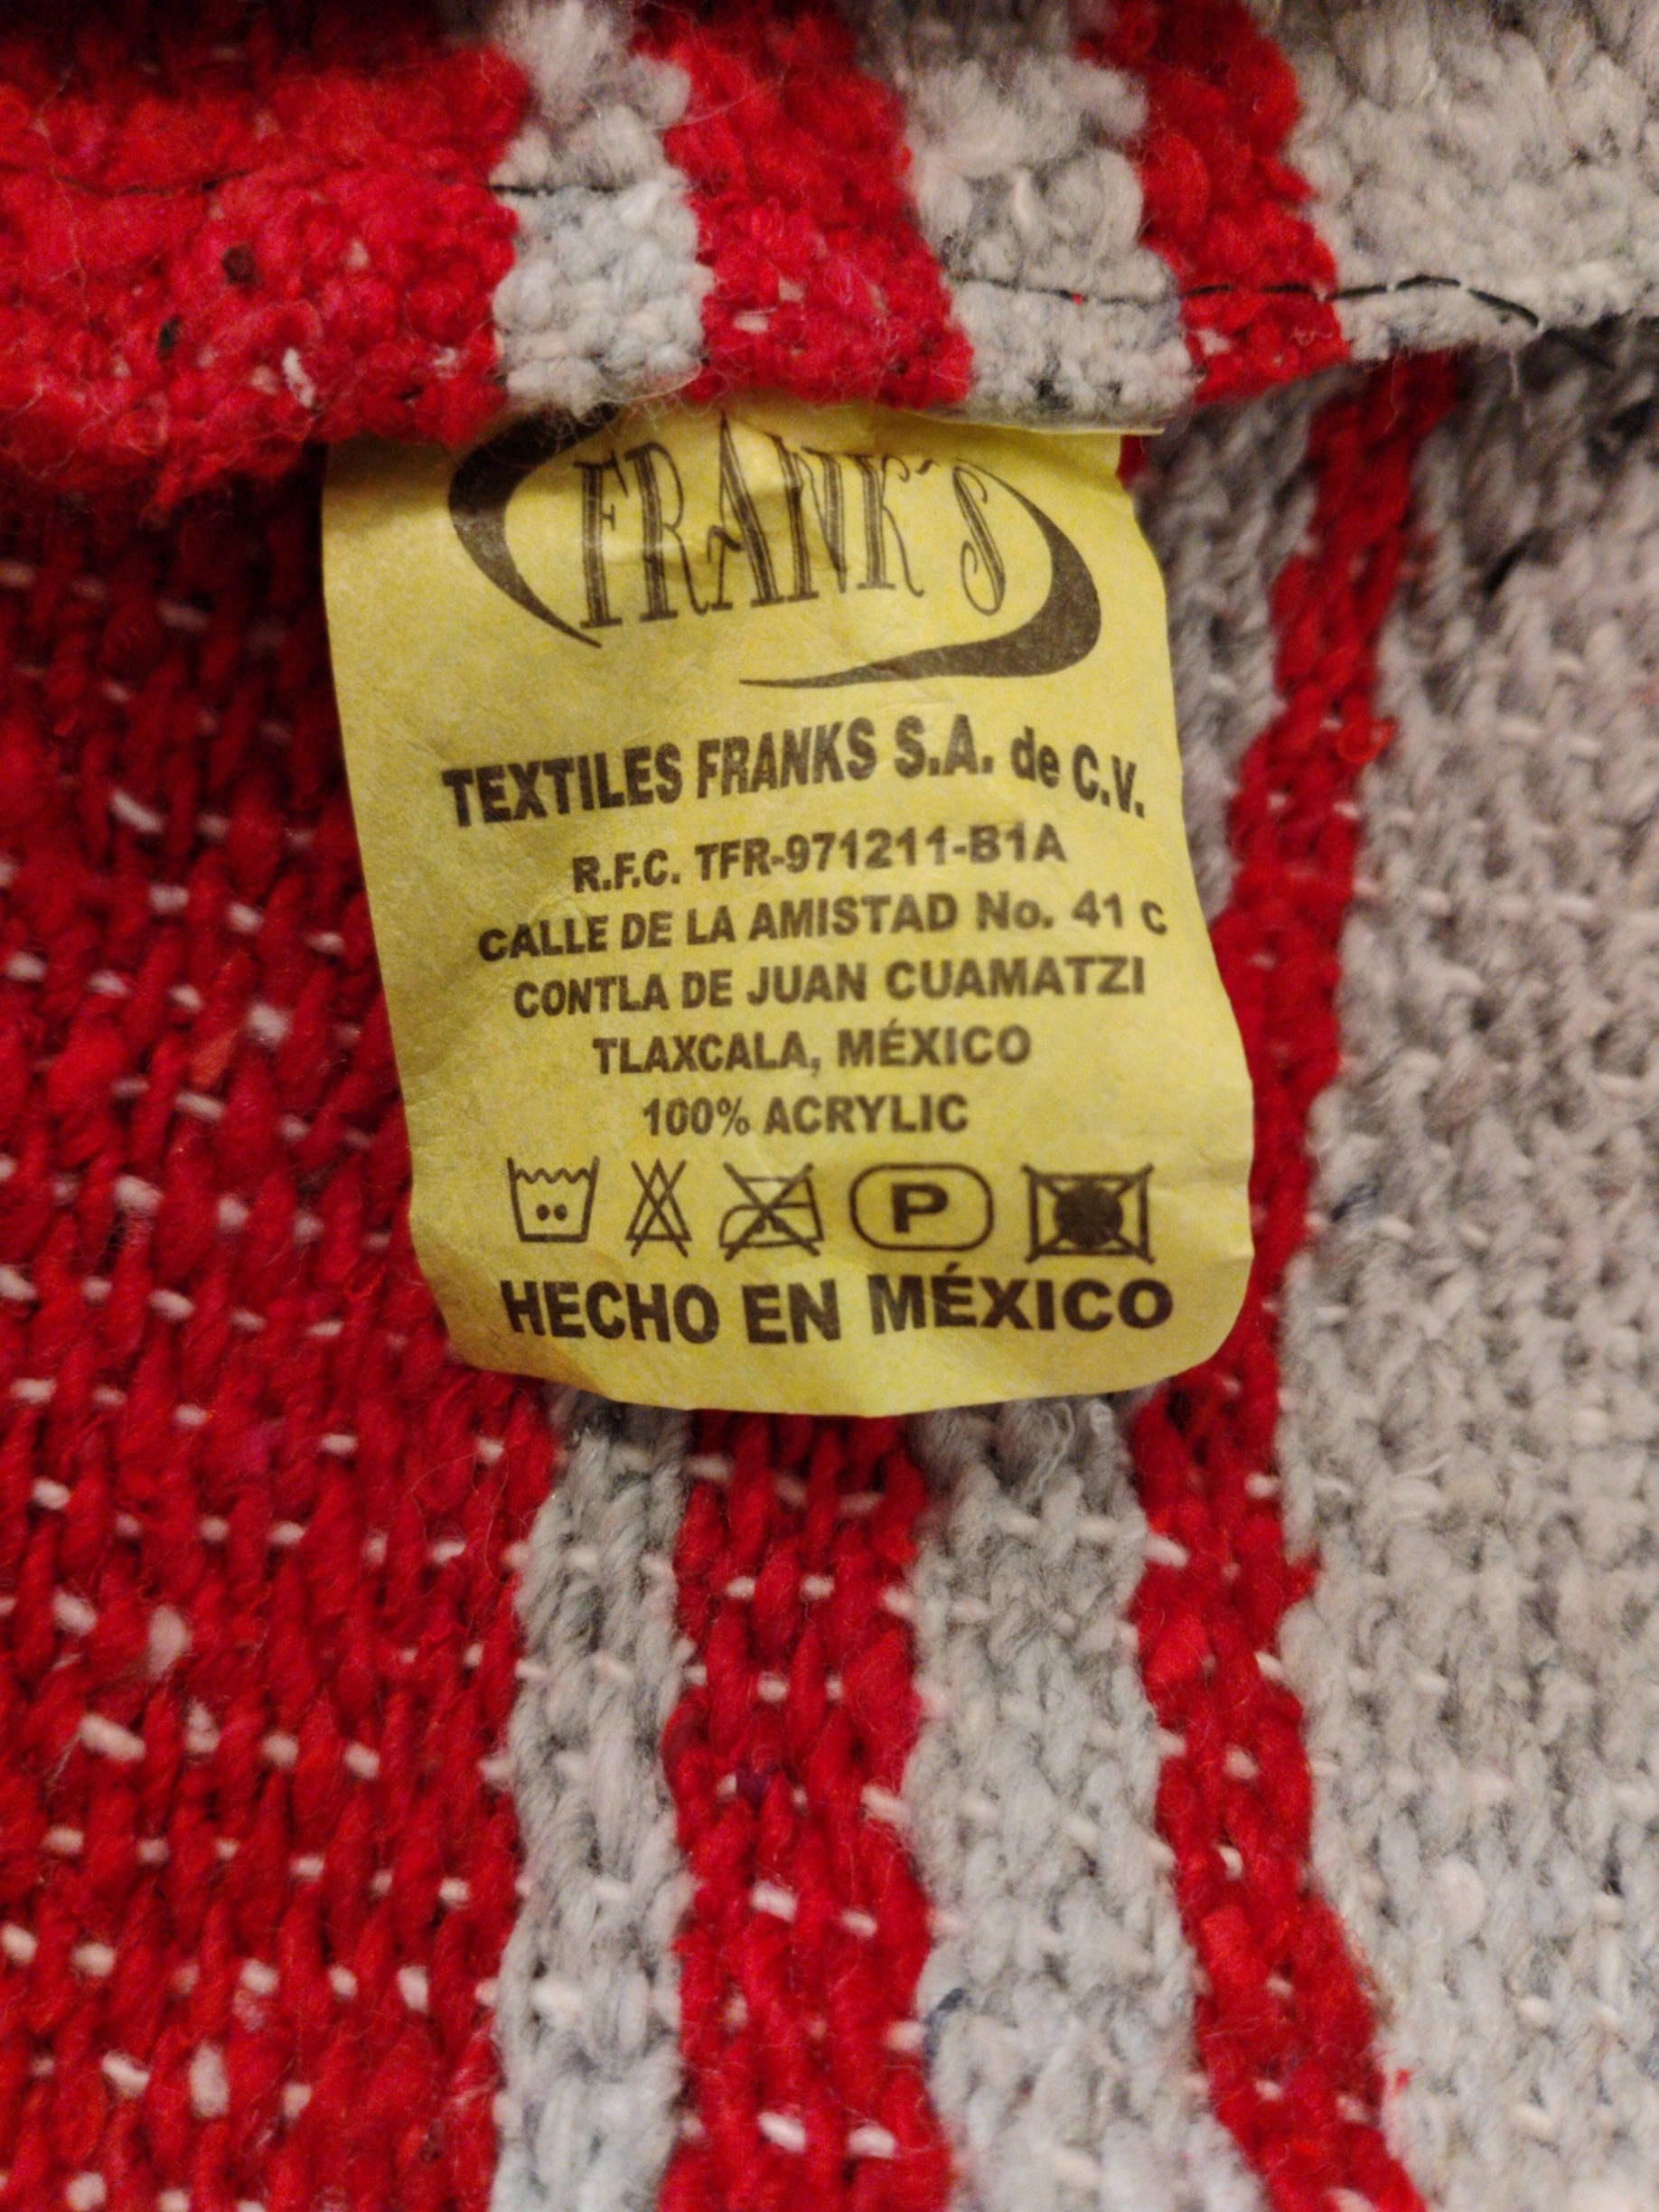 FRANK'S
TEXTILES FRANKS S.A. de C.V.
R.F.C. TFR-971211-B1A
CALLE DE LA AMISTAD No. 41 C
CONTLA DE JUAN CUAMATZI
TLAXCALA, MÉXICO
100% ACRYLIC
P
HECHO EN MÉXICO